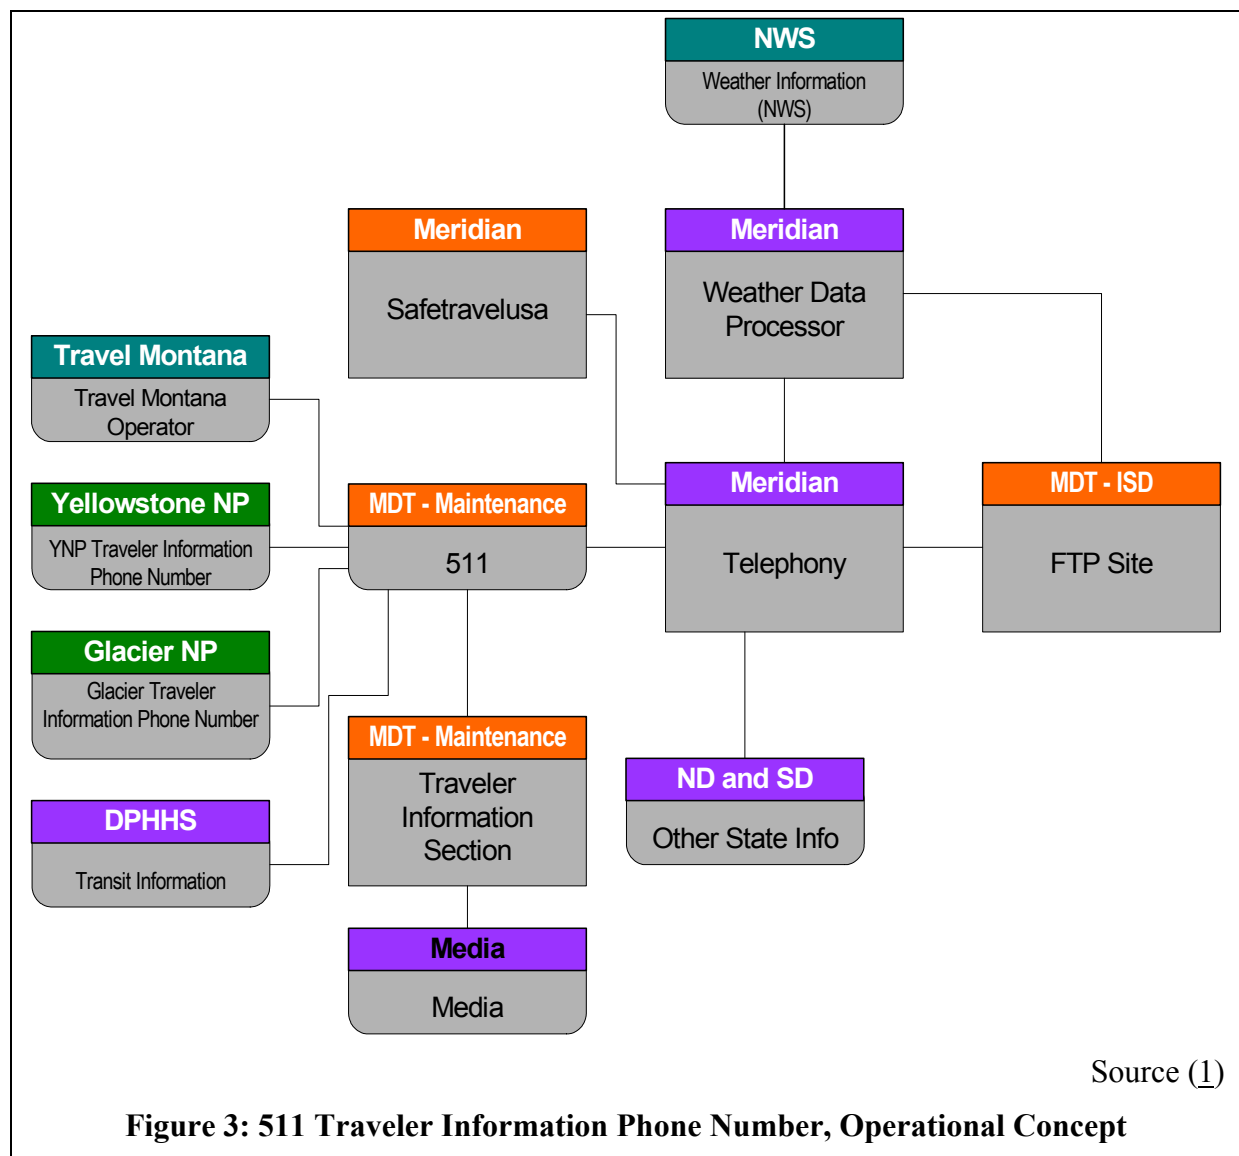 NWS
Weather Information
(NWS)
Meridian
Safetravelusa
Meridian
Weather Data
Processor
Travel Montana
Travel Montana
Operator
Yellowstone NP
YNP Traveler Information
Phone Number
MDT - Maintenance
511
Meridian
Telephony
MDT - ISD
FTP Site
Glacier NP
Glacier Traveler
Information Phone Number
MDT - Maintenance
Traveler
Information
Section
ND and SD
Other State Info
DPHHS
Transit Information
Media
Media
Source (1)
Figure 3: 511 Traveler Information Phone Number, Operational Concept